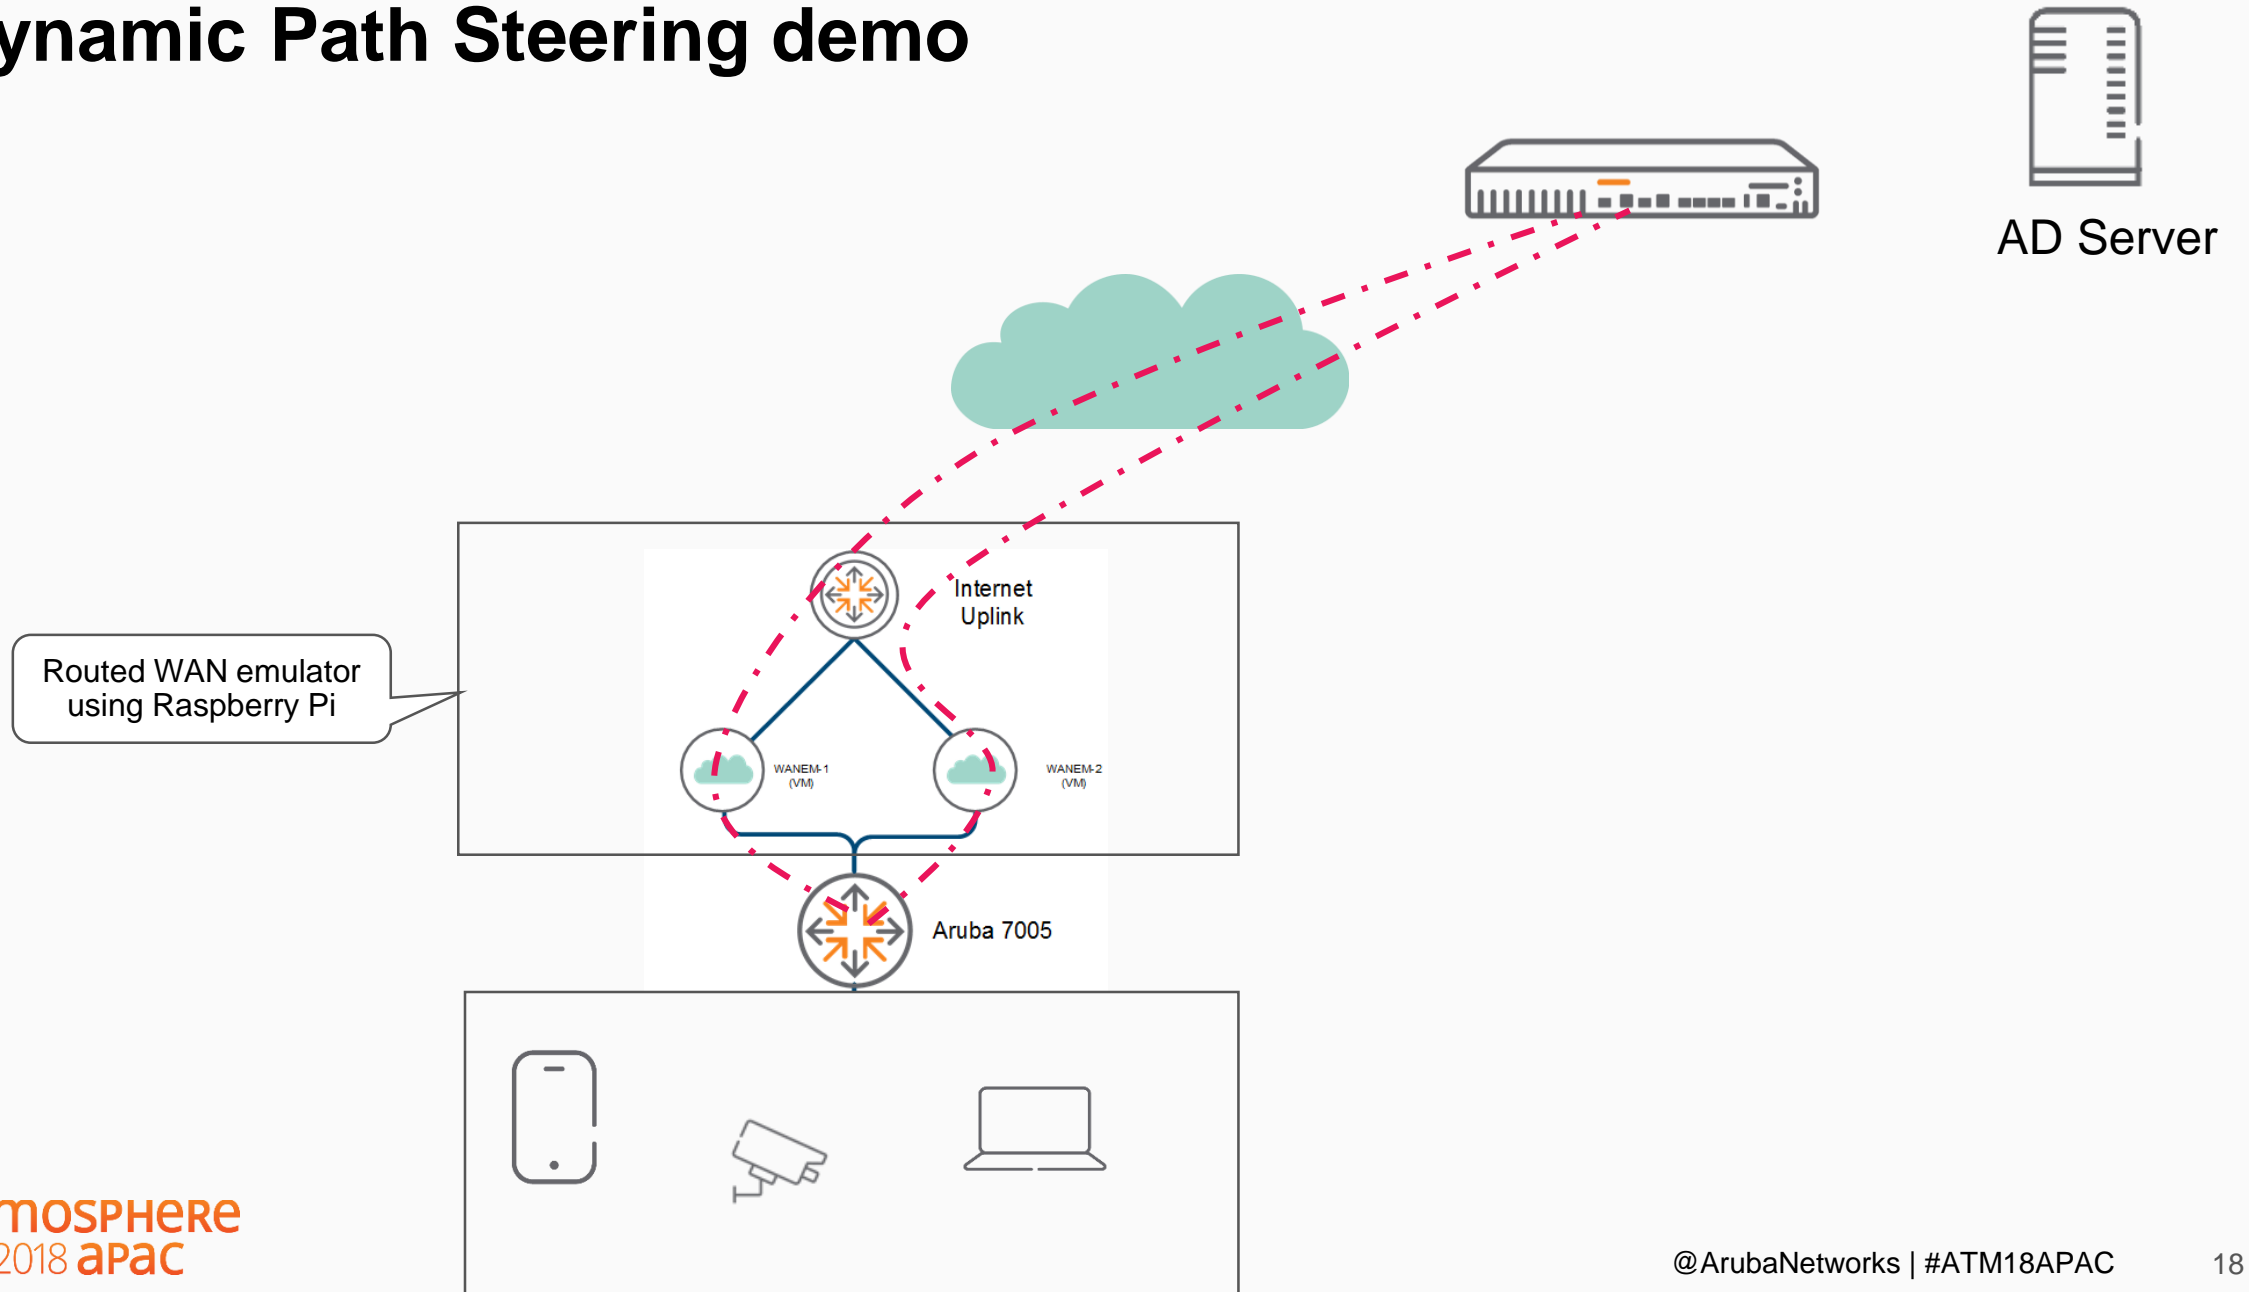 ynamic Path Steering demo
AD Server
Internet
Uplink
Routed WAN emulator
using Raspberry Pi
WANEM-1
(VM)
WANEM-2
(VM)
Aruba 7005
mosPHeRe
2018 aPac
@ArubaNetworks | #ATM18APAC
18